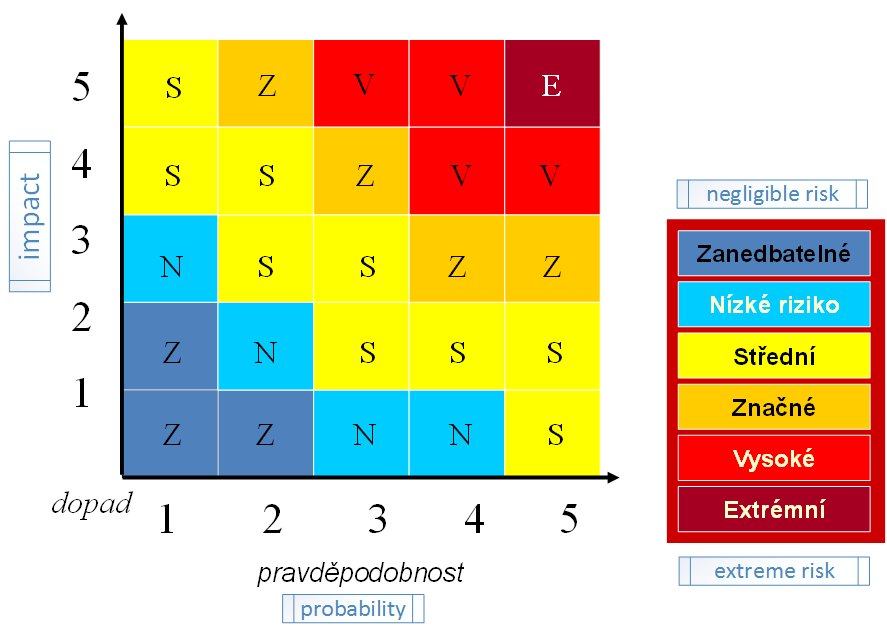 5 S Z V V E
4 S S Z V V
3 N S S Z Z
2 Z N S S S
1 Z Z N N S
impact
dopad
1 2 3 4 5
pravděpodobnost
probability
negligible risk
Zanedbatelné
Nízké riziko
Střední
Značné
Vysoké
Extrémní
extreme risk